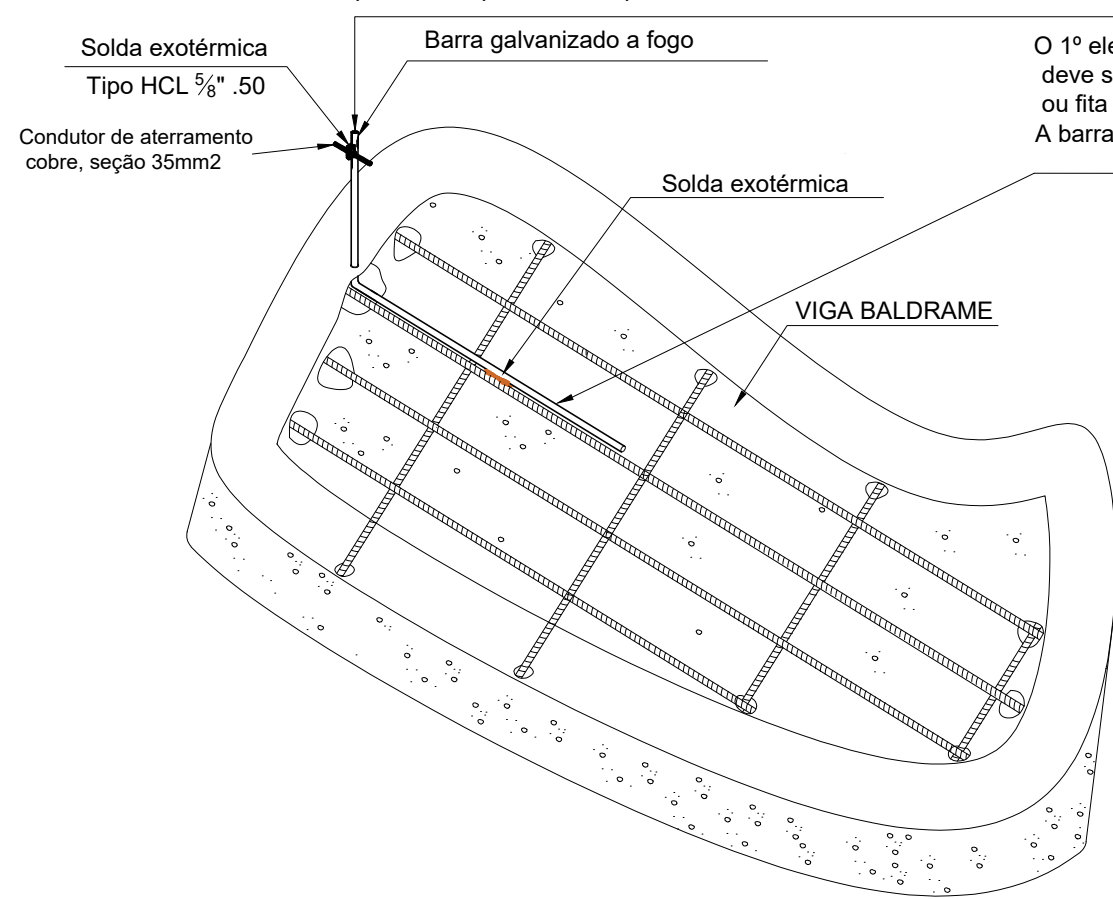 Solda exotérmica
Tipo HCL ⅝" .50
Barra galvanizado a fogo
O 1º ele
deve s
ou fita
A barra
Condutor de aterramento
cobre, seção 35mm2
Solda exotérmica
VIGA BALDRAME